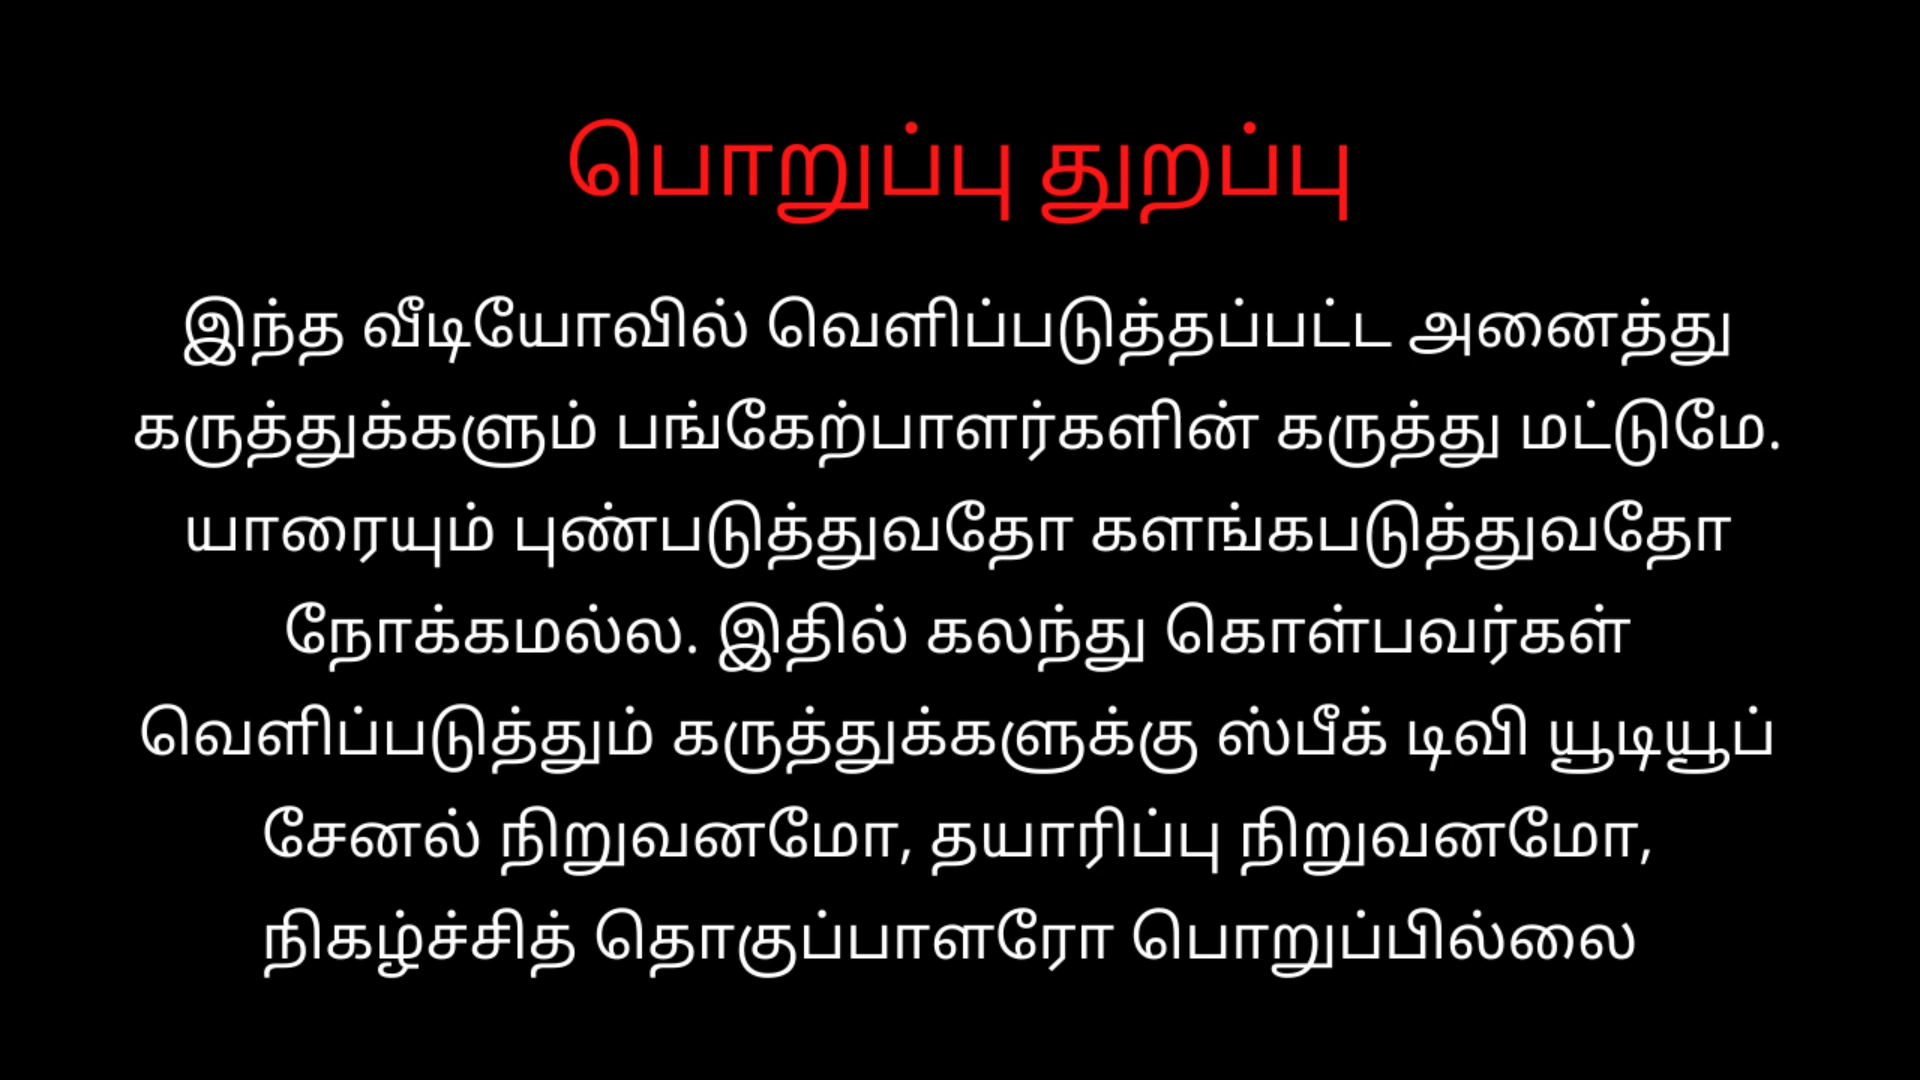 பொறுப்பு துறப்பு
இந்த வீடியோவில் வெளிப்படுத்தப்பட்ட அனைத்து
கருத்துக்களும் பங்கேற்பாளர்களின் கருத்து மட்டுமே.
யாரையும் புண்படுத்துவதோ களங்கபடுத்துவதோ
நோக்கமல்ல. இதில் கலந்து கொள்பவர்கள்
வெளிப்படுத்தும் கருத்துக்களுக்கு ஸ்பீக் டிவி யூடியூப்
சேனல் நிறுவனமோ, தயாரிப்பு நிறுவனமோ,
நிகழ்ச்சித் தொகுப்பாளரோ பொறுப்பில்லை